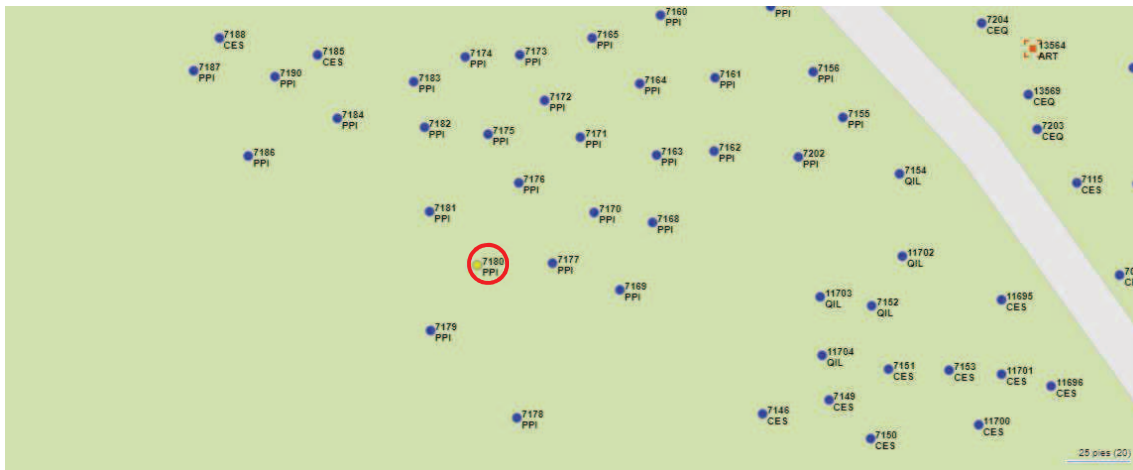 7160
PPI
PPI
7204
CEQ
7188
CES
7165
PPI
13564
ART
7185
CES
7174
PPI
7173
PPI
7187
PPI
7190
PPI
7183
PPI
7164
PPI
7161
PPI
7156
PPI
13569
CEQ
7172
PPI
7184
PPI
7155
PPI
7182
PPI
7175
PPI
7171
PPI
7203
CEQ
7186
PPI
7163
PPI
7162
PPI
7202
PPI
7154
QIL
7176
PPI
7115
CES
7181
PPI
7170
PPI
7168
PPI
11702
QIL
7180
PPI
7177
PPI
7169
PPI
11703
QIL
7152
QIL
11695
CES
7179
PPI
11704
QIL
7151
CES
7153
CES
11701
CES
11696
CES
7149
CES
7178
PPI
7146
CES
7150
CES
11700
CES
25 pies (20)